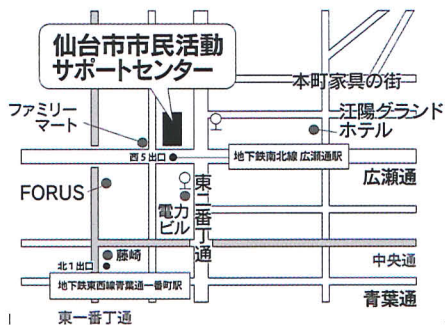 仙台市市民活動
サポートセンター
本町家具の街
ファミリー
マート
江陽グランド
ホテル
西5出口
地下鉄南北線 広瀬通駅
広瀬通
FORUS
東二番丁通
電力
ビル
藤崎
中央通
北1出口
地下鉄東西線青葉通一番町駅
青葉通
東一番丁通